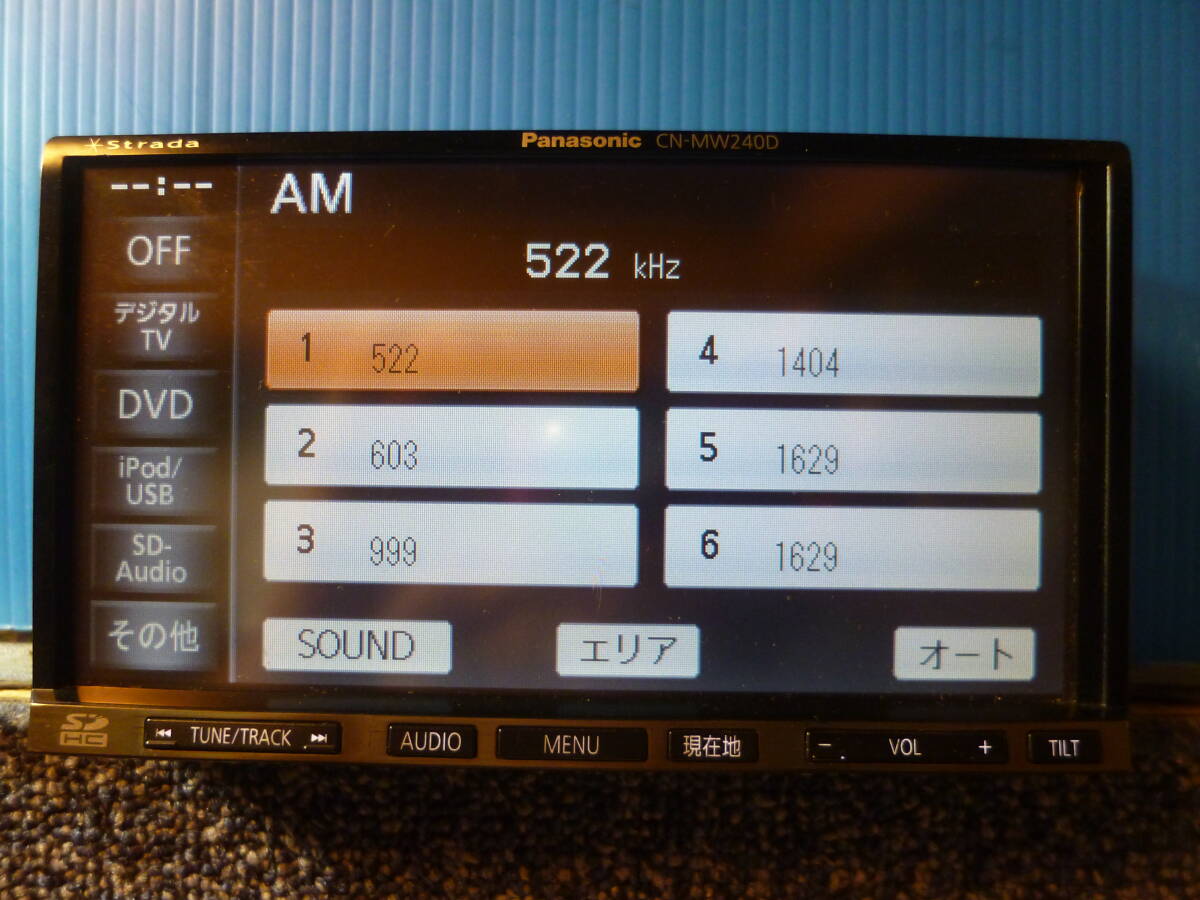 Strada
Panasonic CN-MW240D
--:--
AM
522 kHz
OFF
デジタル
TV
DVD
iPod/
USB
SD-
Audio
その他
1 522
2 603
3 999
4 1404
5 1629
6 1629
SOUND
エリア
オート
SD
HC
TUNE/TRACK
AUDIO
MENU
現在地
- VOL +
TILT